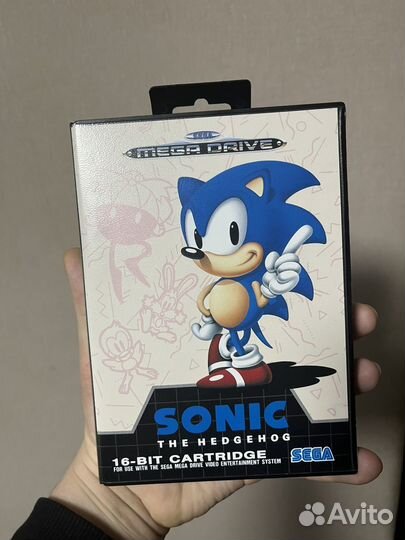 SEGA
MEGA DRIVE
SONIC
THE HEDGEHOG
16-BIT CARTRIDGE
FOR USE WITH THE SEGA MEGA DRIVE VIDEO ENTERTAINMENT SYSTEM
SEGA
Avito